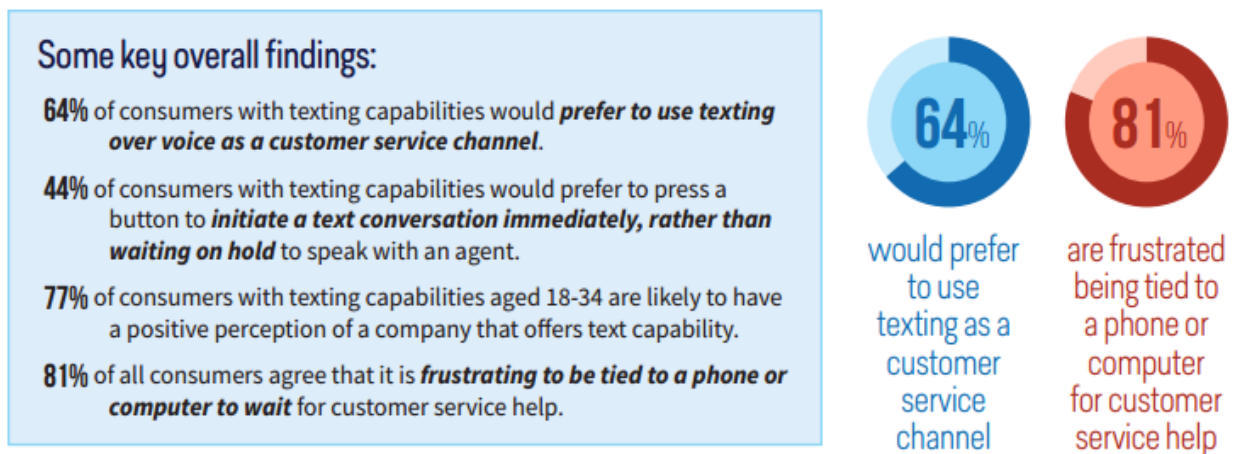 Some key overall findings:
64% of consumers with texting capabilities would prefer to use texting
over voice as a customer service channel.
44% of consumers with texting capabilities would prefer to press a
button to initiate a text conversation immediately, rather than
waiting on hold to speak with an agent.
77% of consumers with texting capabilities aged 18-34 are likely to have
a positive perception of a company that offers text capability.
81% of all consumers agree that it is frustrating to be tied to a phone or
computer to wait for customer service help.
64%
would prefer
to use
texting as a
customer
service
channel
81%
are frustrated
being tied to
a phone or
computer
for customer
service help